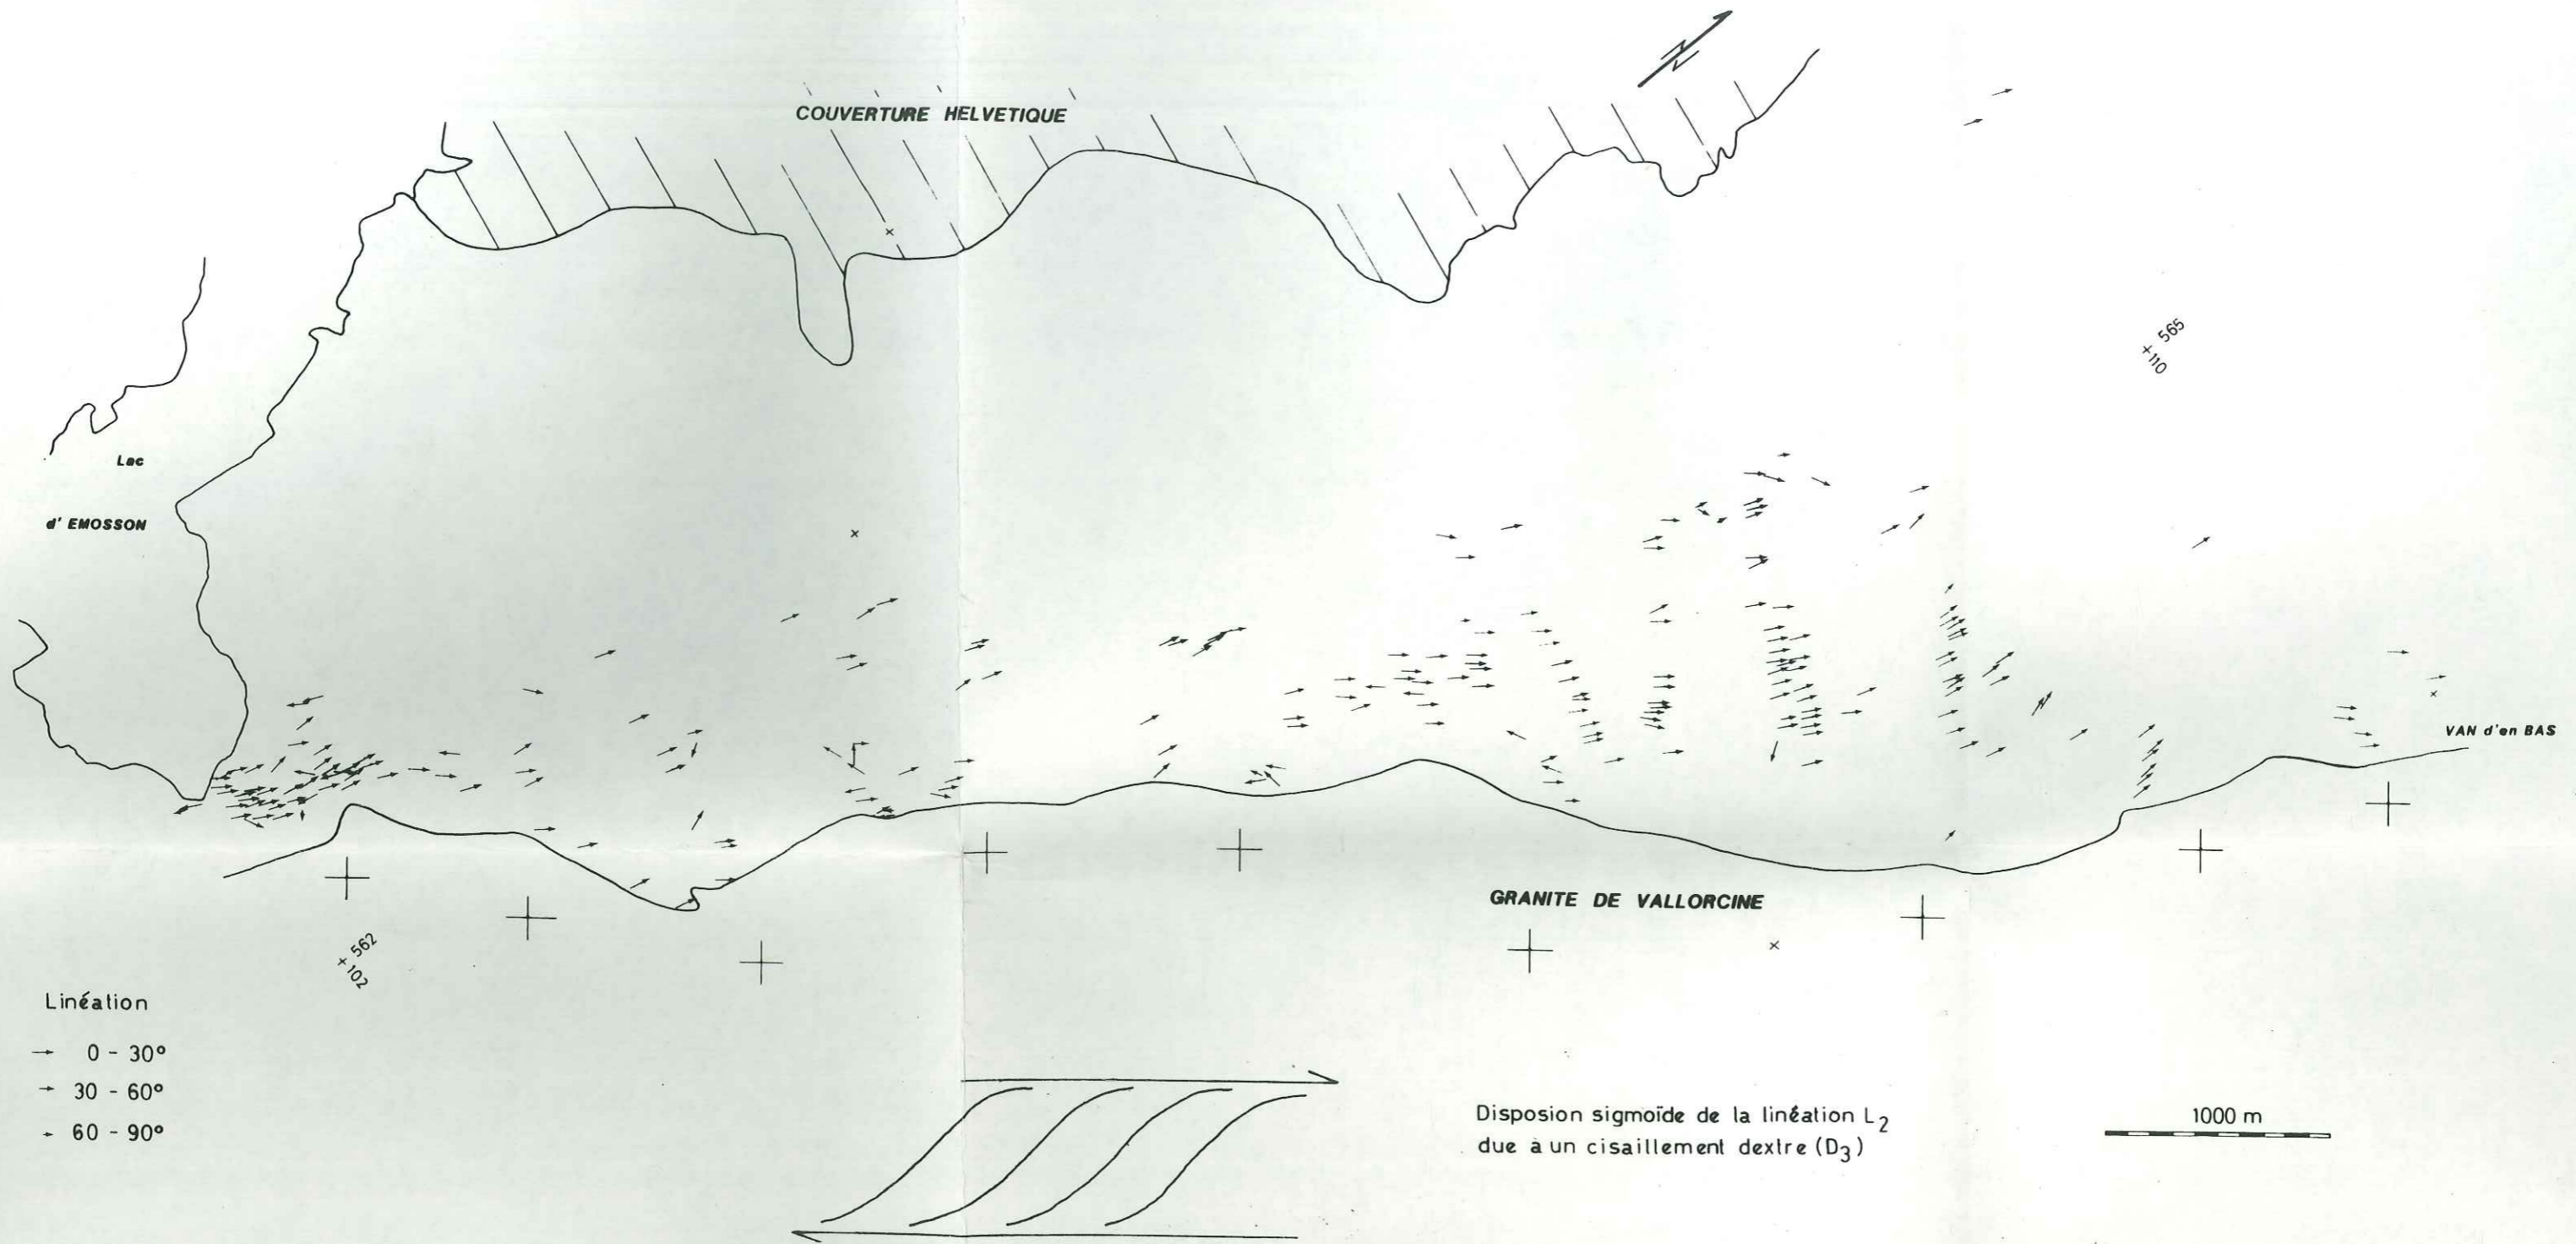 N
COUVERTURE HELVETIQUE
+ 565
110
Lac
d' EMOSSON
VAN d'en BAS
GRANITE DE VALLORCINE
+ 562
102
Linéation
0 - 30°
30 - 60°
60 - 90°
Disposion sigmoïde de la linéation L2
due à un cisaillement dextre (D3)
1000 m